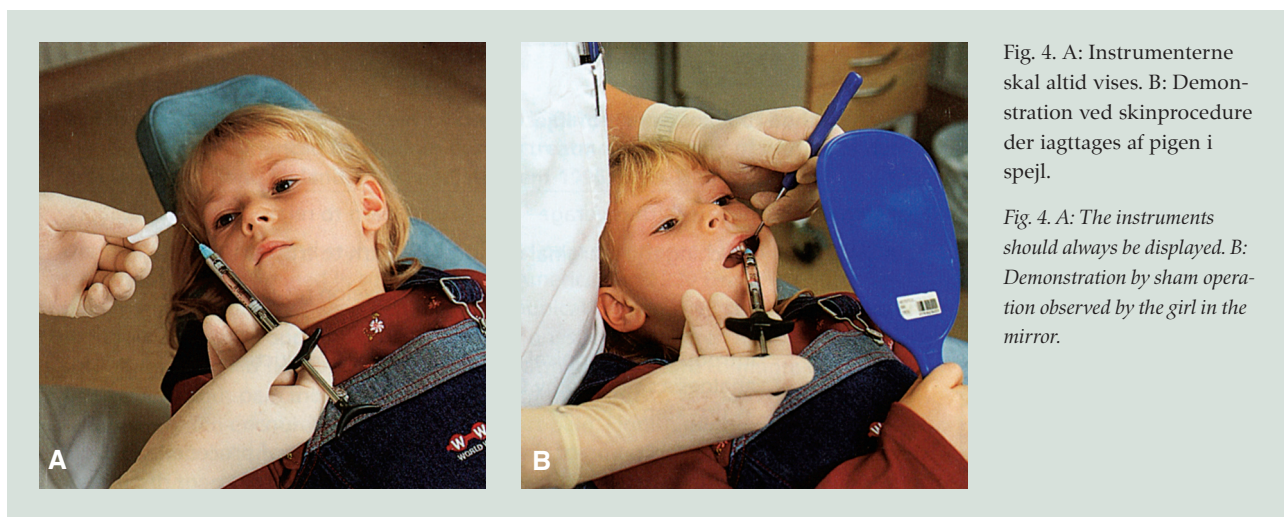 Fig. 4. A: Instrumenterne
skal altid vises. B: Demon-
stration ved skinprocedure
der iagttages af pigen i
spejl.
Fig. 4. A: The instruments
should always be displayed. B:
Demonstration by sham opera-
tion observed by the girl in the
mirror.
A
B